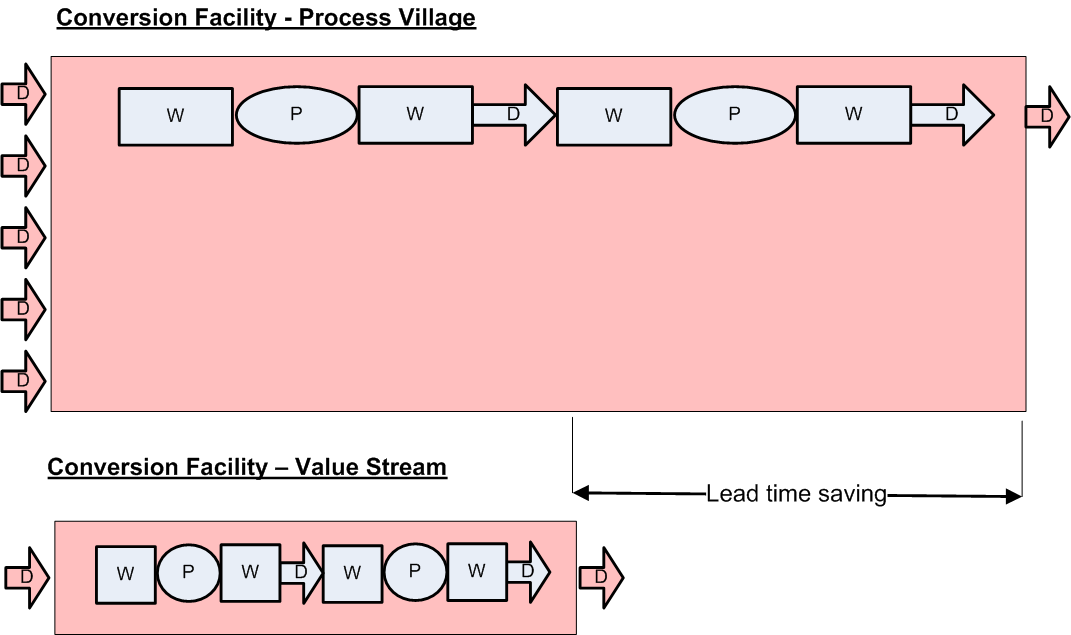 Conversion Facility - Process Village
D
W P W D W P W D
D
D
D
D
D
Conversion Facility – Value Stream
Lead time saving
D
W P W D W P W D
D